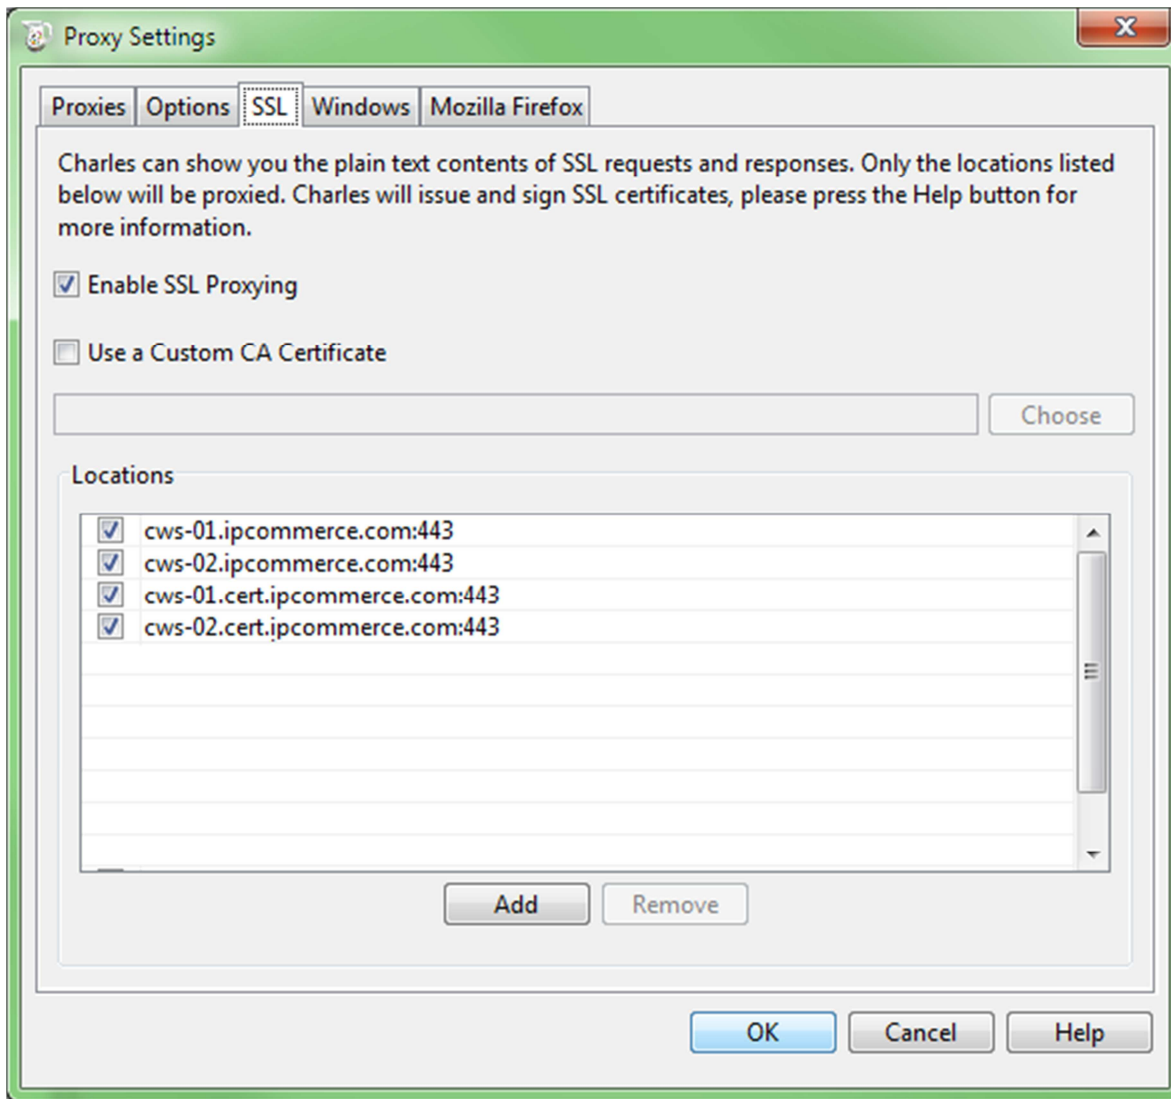 Proxy Settings
Proxies Options SSL Windows Mozilla Firefox
Charles can show you the plain text contents of SSL requests and responses. Only the locations listed
below will be proxied. Charles will issue and sign SSL certificates, please press the Help button for
more information.
Enable SSL Proxying
Use a Custom CA Certificate
Choose
Locations
cws-01.ipcommerce.com:443
cws-02.ipcommerce.com:443
cws-01.cert.ipcommerce.com:443
cws-02.cert.ipcommerce.com:443
Add Remove
OK Cancel Help